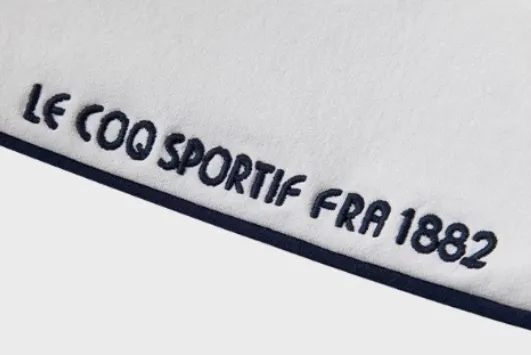 LE COQ SPORTIF FRA 1882